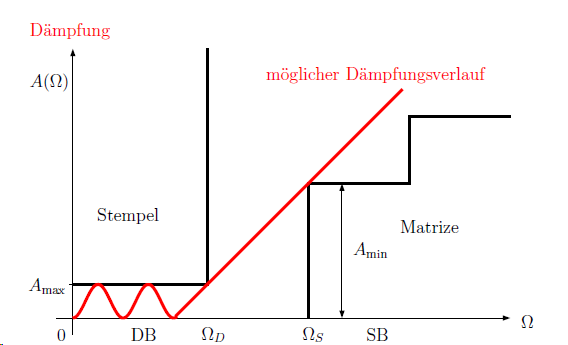 Dämpfung
möglicher Dämpfungsverlauf
A(Ω)
Stempel
Matrize
A_min
A_max
0 DB Ω_D Ω_S SB Ω